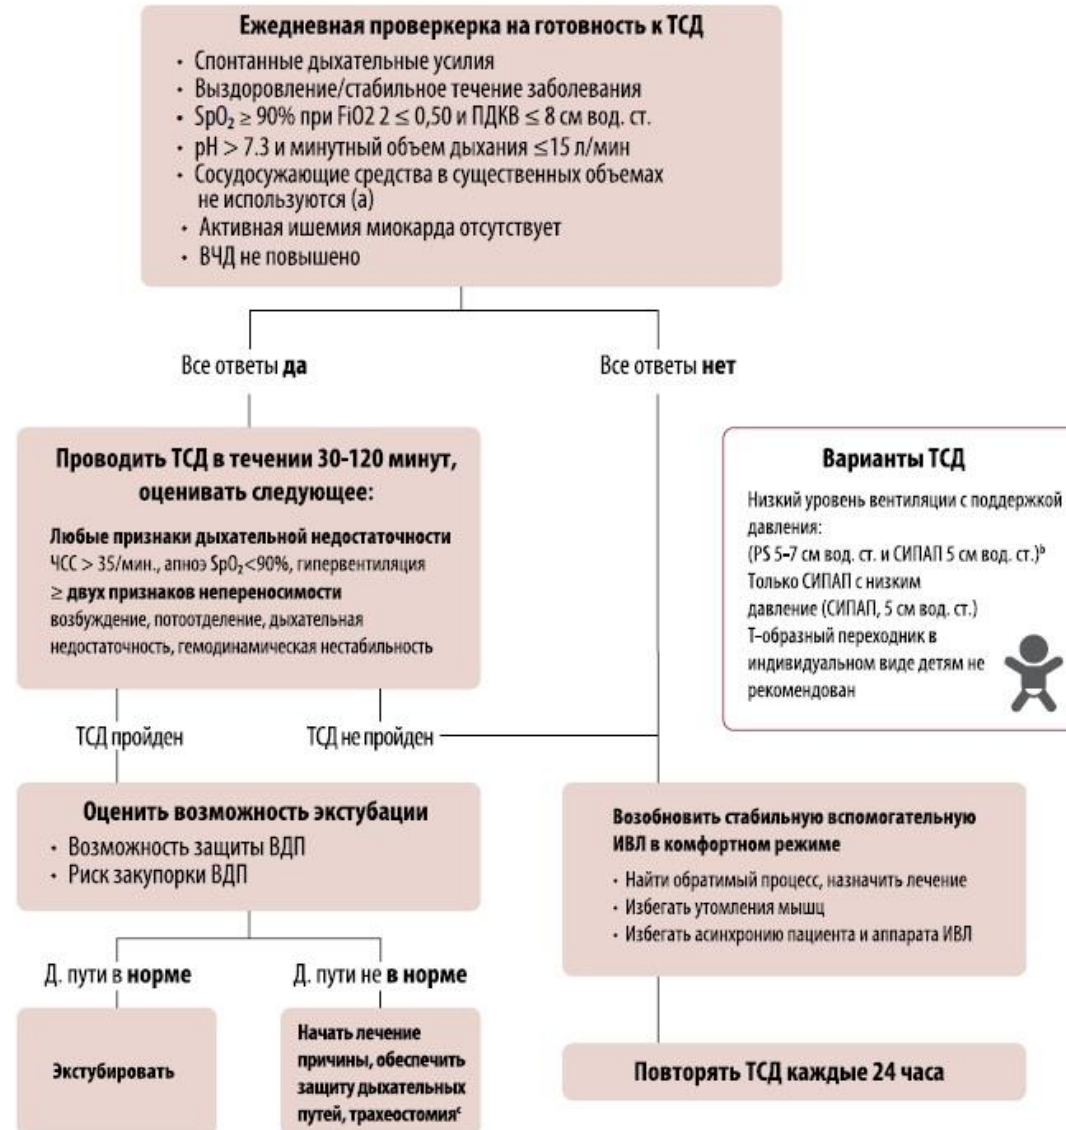 Ежедневная проверкерка на готовность к ТСД
• Спонтанные дыхательные усилия
• Выздоровление/стабильное течение заболевания
• SpO₂ ≥ 90% при FiO2 2 ≤ 0,50 и ПДКВ ≤ 8 см вод. ст.
• pH > 7.3 и минутный объем дыхания ≤15 л/мин
• Сосудосужающие средства в существенных объемах
не используются (а)
• Активная ишемия миокарда отсутствует
• ВЧД не повышено
Все ответы да
Все ответы нет
Проводить ТСД в течении 30-120 минут,
оценивать следующее:
Любые признаки дыхательной недостаточности
ЧСС > 35/мин., апноэ SpO₂<90%, гипервентиляция
≥ двух признаков непереносимости
возбуждение, потоотделение, дыхательная
недостаточность, гемодинамическая нестабильность
Варианты ТСД
Низкий уровень вентиляции с поддержкой
давления:
(PS 5–7 см вод. ст. и СИПАП 5 см вод. ст.)ᵇ
Только СИПАП с низким
давление (СИПАП, 5 см вод. ст.)
Т-образный переходник в
индивидуальном виде детям не
рекомендован
ТСД пройден
ТСД не пройден
Оценить возможность экстубации
• Возможность защиты ВДП
• Риск закупорки ВДП
Возобновить стабильную вспомогательную
ИВЛ в комфортном режиме
• Найти обратимый процесс, назначить лечение
• Избегать утомления мышц
• Избегать асинхронию пациента и аппарата ИВЛ
Д. пути в норме
Д. пути не в норме
Экстубировать
Начать лечение
причины, обеспечить
защиту дыхательных
путей, трахеостомияᶜ
Повторять ТСД каждые 24 часа